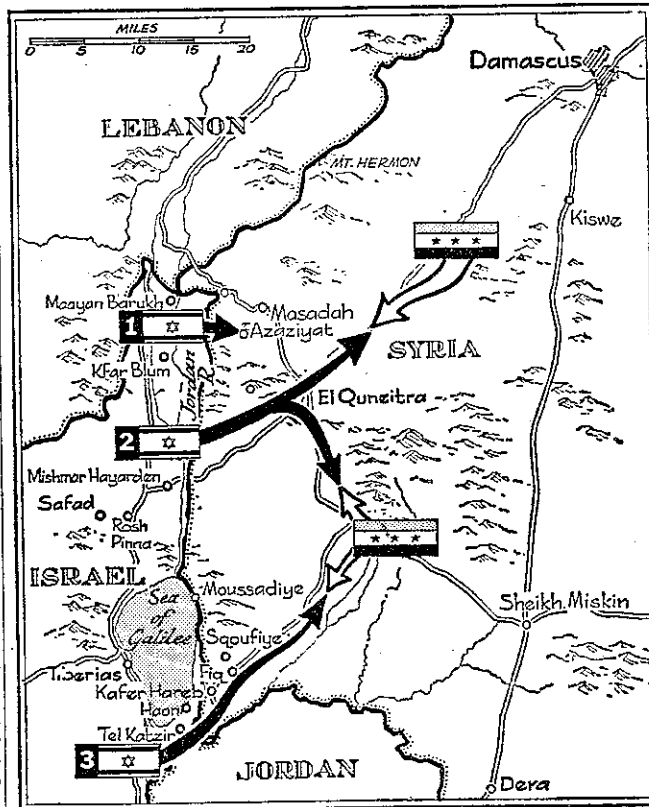 MILES
0 5 10 15 20
Damascus
LEBANON
MT. HERMON
Kiswe
Maayan Barukh
Masadah
1
Azaziyat
Kfar Blum
SYRIA
Jordan R.
El Quneitra
2
Mishmar Hayarden
Safad
Rosh
Pinna
ISRAEL
Moussadiye
Sea
of
Galilee
Sheikh Miskin
Sqoufiye
Tiberias
Fiq
Kafer Hareb
Haon
Tel Katzir
3
JORDAN
Dera